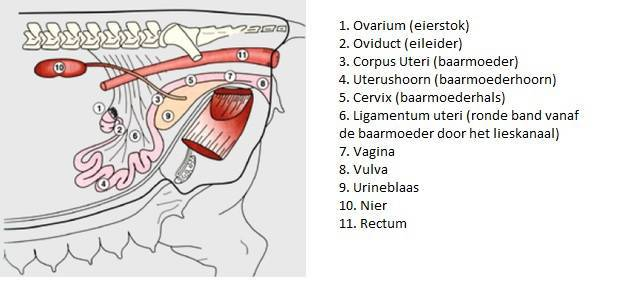 1. Ovarium (eierstok)
2. Oviduct (eileider)
3. Corpus Uteri (baarmoeder)
4. Uterushoorn (baarmoederhoorn)
5. Cervix (baarmoederhals)
6. Ligamentum uteri (ronde band vanaf
de baarmoeder door het lieskanaal)
7. Vagina
8. Vulva
9. Urineblaas
10. Nier
11. Rectum
11
10
5
7
8
3
1
9
2
6
4